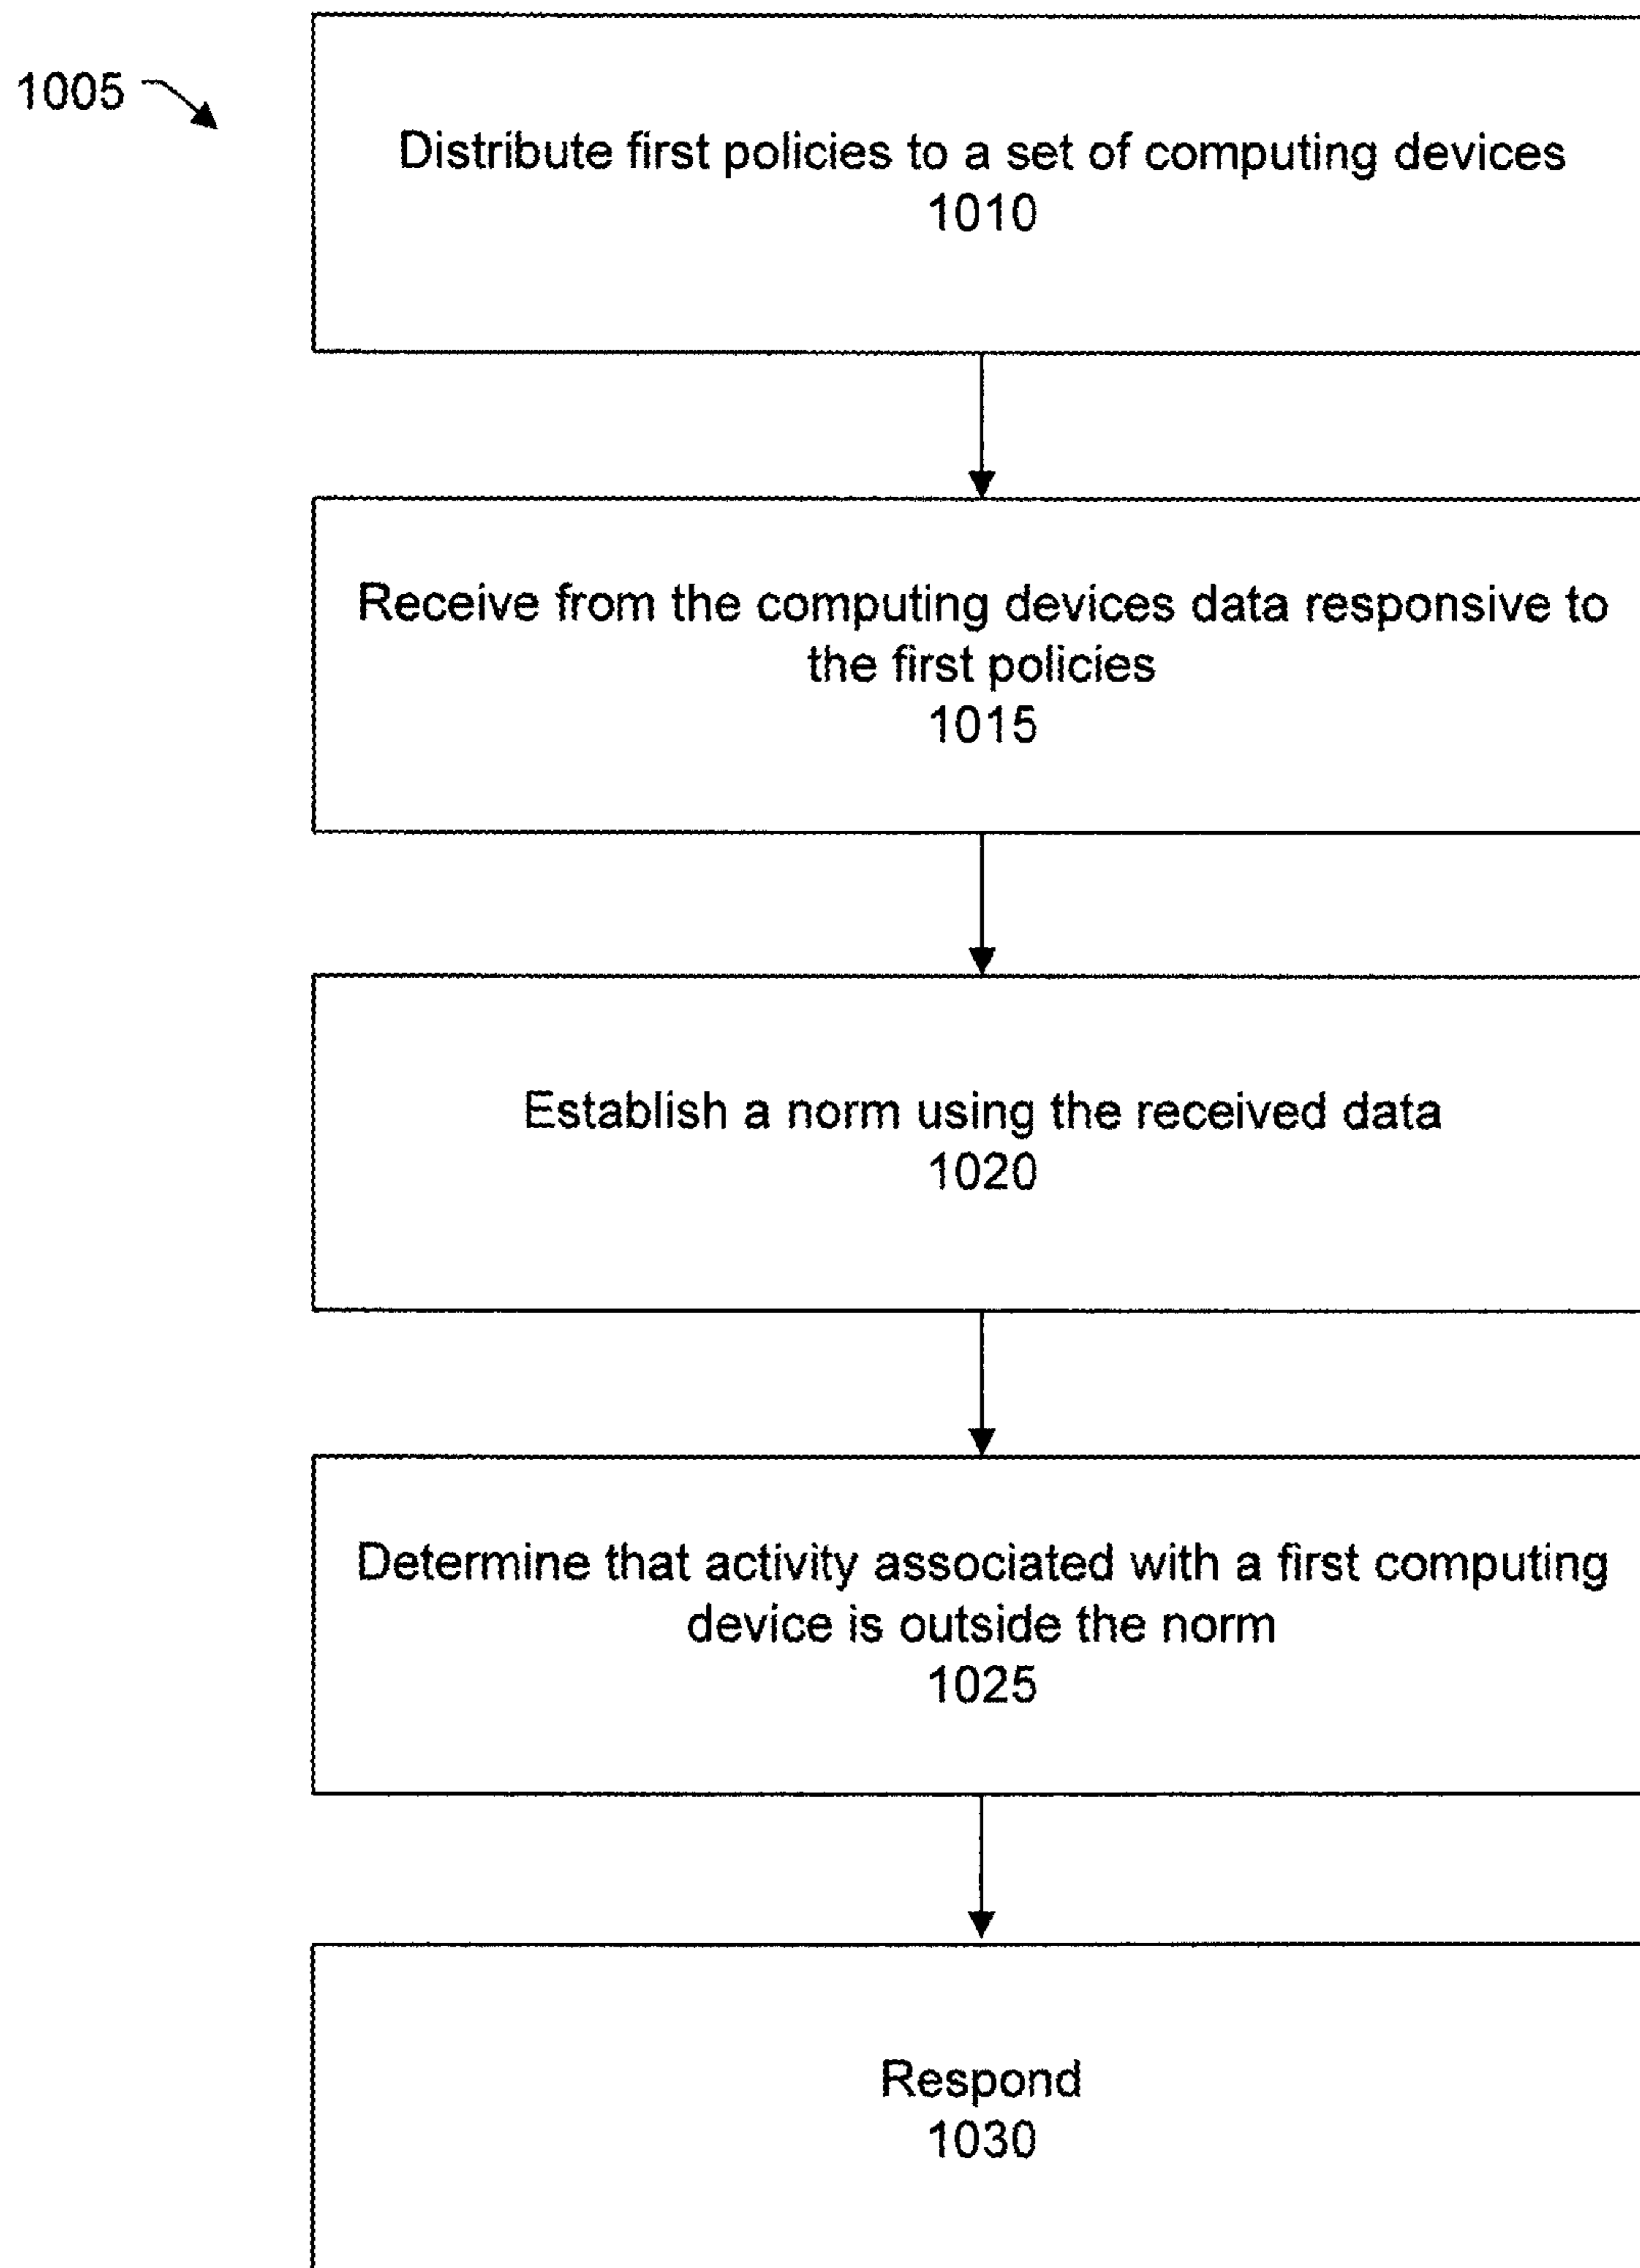 1005
Distribute first policies to a set of computing devices
1010
Receive from the computing devices data responsive to
the first policies
1015
Establish a norm using the received data
1020
Determine that activity associated with a first computing
device is outside the norm
1025
Respond
1030